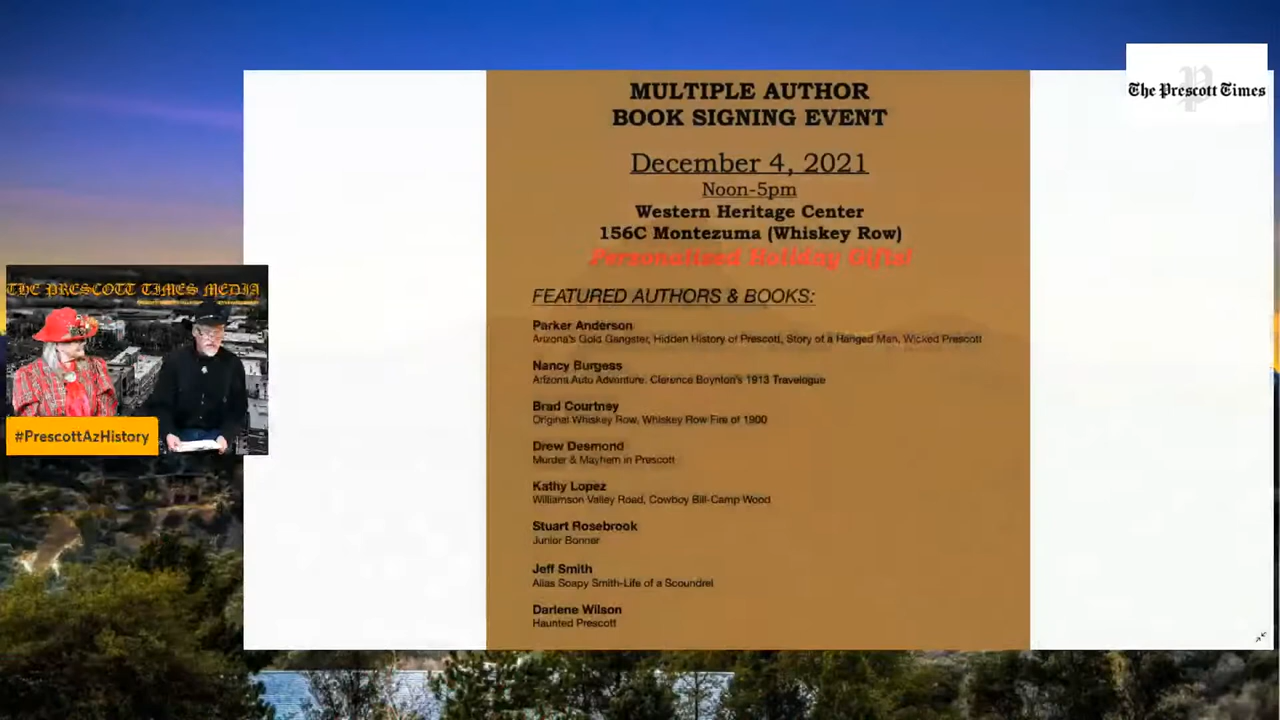 MULTIPLE AUTHOR
BOOK SIGNING EVENT
December 4, 2021
Noon-5pm
Western Heritage Center
156C Montezuma (Whiskey Row)
Personalized Holiday Gifts!
FEATURED AUTHORS & BOOKS:
Parker Anderson
Arizona's Gold Gangster, Hidden History of Prescott, Story of a Hanged Man, Wicked Prescott
Nancy Burgess
Arizona Auto Adventure: Clarence Boynton's 1913 Travelogue
Brad Courtney
Original Whiskey Row, Whiskey Row Fire of 1900
Drew Desmond
Murder & Mayhem in Prescott
Kathy Lopez
Williamson Valley Road, Cowboy Bill-Camp Wood
Stuart Rosebrook
Junior Bonner
Jeff Smith
Alias Soapy Smith-Life of a Scoundrel
Darlene Wilson
Haunted Prescott
The Prescott Times
THE PRESCOTT TIMES MEDIA
#PrescottAzHistory